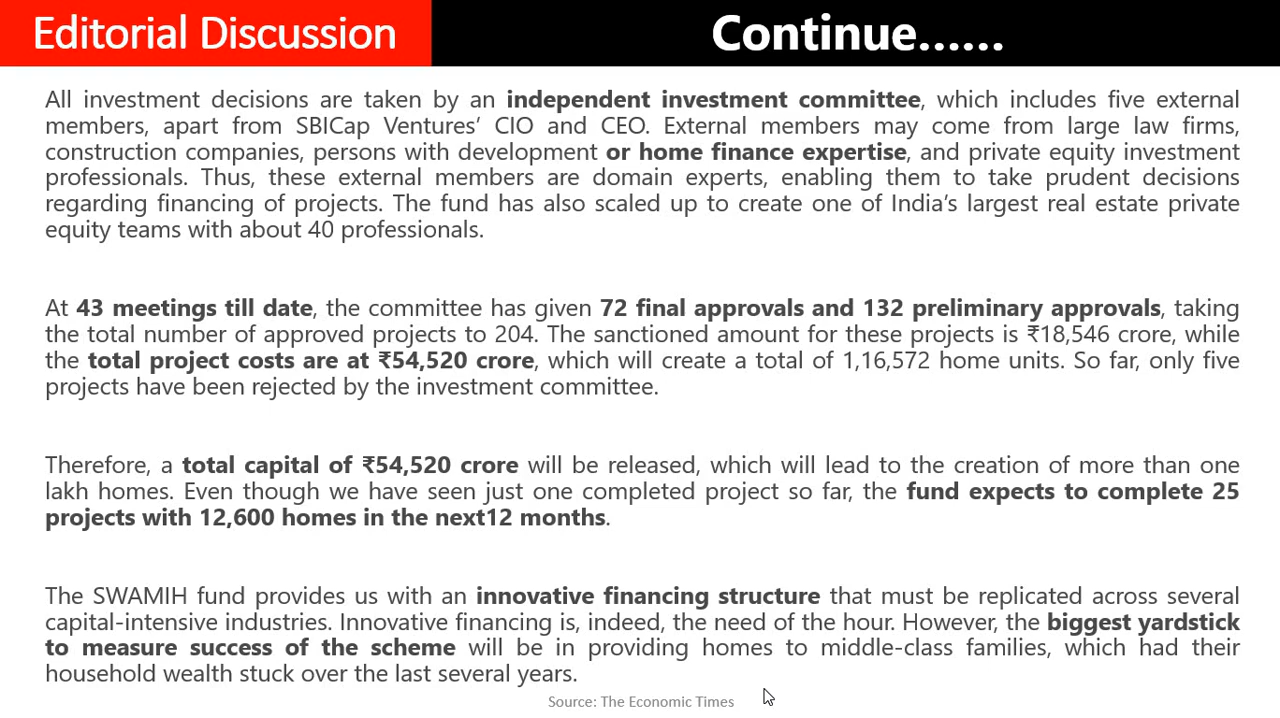 Editorial Discussion
Continue......
All investment decisions are taken by an independent investment committee, which includes five external
members, apart from SBICap Ventures’ CIO and CEO. External members may come from large law firms,
construction companies, persons with development or home finance expertise, and private equity investment
professionals. Thus, these external members are domain experts, enabling them to take prudent decisions
regarding financing of projects. The fund has also scaled up to create one of India’s largest real estate private
equity teams with about 40 professionals.
At 43 meetings till date, the committee has given 72 final approvals and 132 preliminary approvals, taking
the total number of approved projects to 204. The sanctioned amount for these projects is ₹18,546 crore, while
the total project costs are at ₹54,520 crore, which will create a total of 1,16,572 home units. So far, only five
projects have been rejected by the investment committee.
Therefore, a total capital of ₹54,520 crore will be released, which will lead to the creation of more than one
lakh homes. Even though we have seen just one completed project so far, the fund expects to complete 25
projects with 12,600 homes in the next12 months.
The SWAMIH fund provides us with an innovative financing structure that must be replicated across several
capital-intensive industries. Innovative financing is, indeed, the need of the hour. However, the biggest yardstick
to measure success of the scheme will be in providing homes to middle-class families, which had their
household wealth stuck over the last several years.
Source: The Economic Times